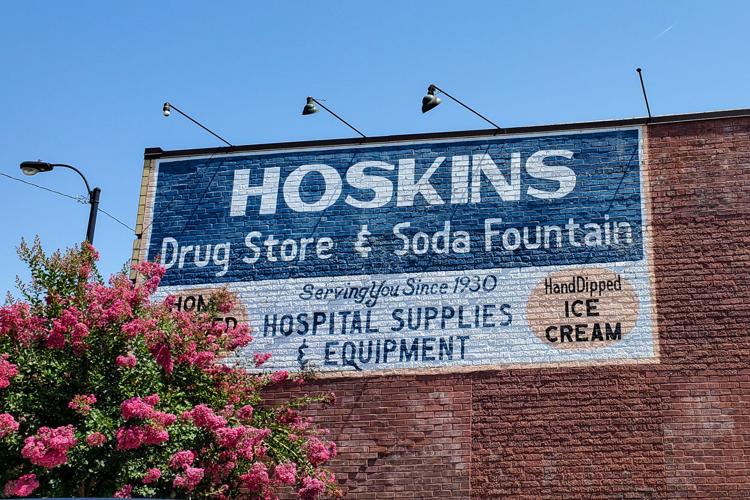 HOSKINS
Drug Store & Soda Fountain
Serving You Since 1930
HOSPITAL SUPPLIES
& EQUIPMENT
HandDipped
ICE
CREAM